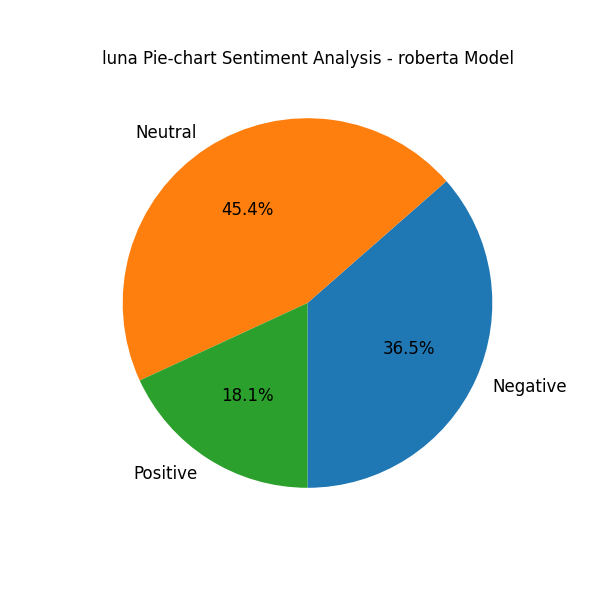 luna Pie-chart Sentiment Analysis - roberta Model
Neutral
45.4%
36.5%
Negative
18.1%
Positive